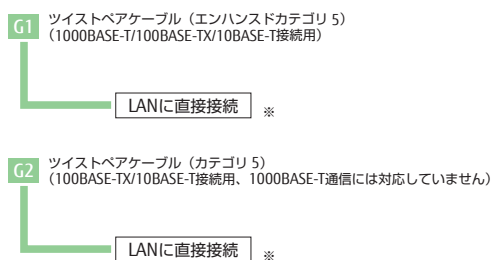 G1 ツイストペアケーブル（エンハンスドカテゴリ 5）
（1000BASE-T/100BASE-TX/10BASE-T接続用）
LANに直接接続 ※
G2 ツイストペアケーブル（カテゴリ 5）
（100BASE-TX/10BASE-T接続用、1000BASE-T通信には対応していません）
LANに直接接続 ※